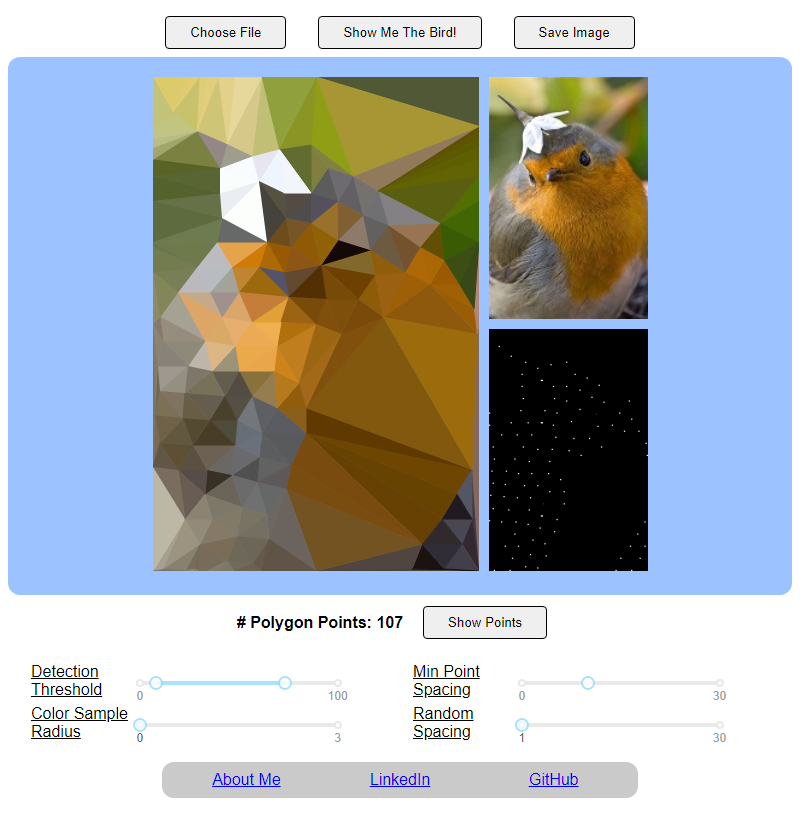 Choose File
Show Me The Bird!
Save Image
# Polygon Points: 107
Show Points
Detection
Threshold
0
100
Min Point
Spacing
0
30
Color Sample
Radius
0
3
Random
Spacing
1
30
About Me
LinkedIn
GitHub